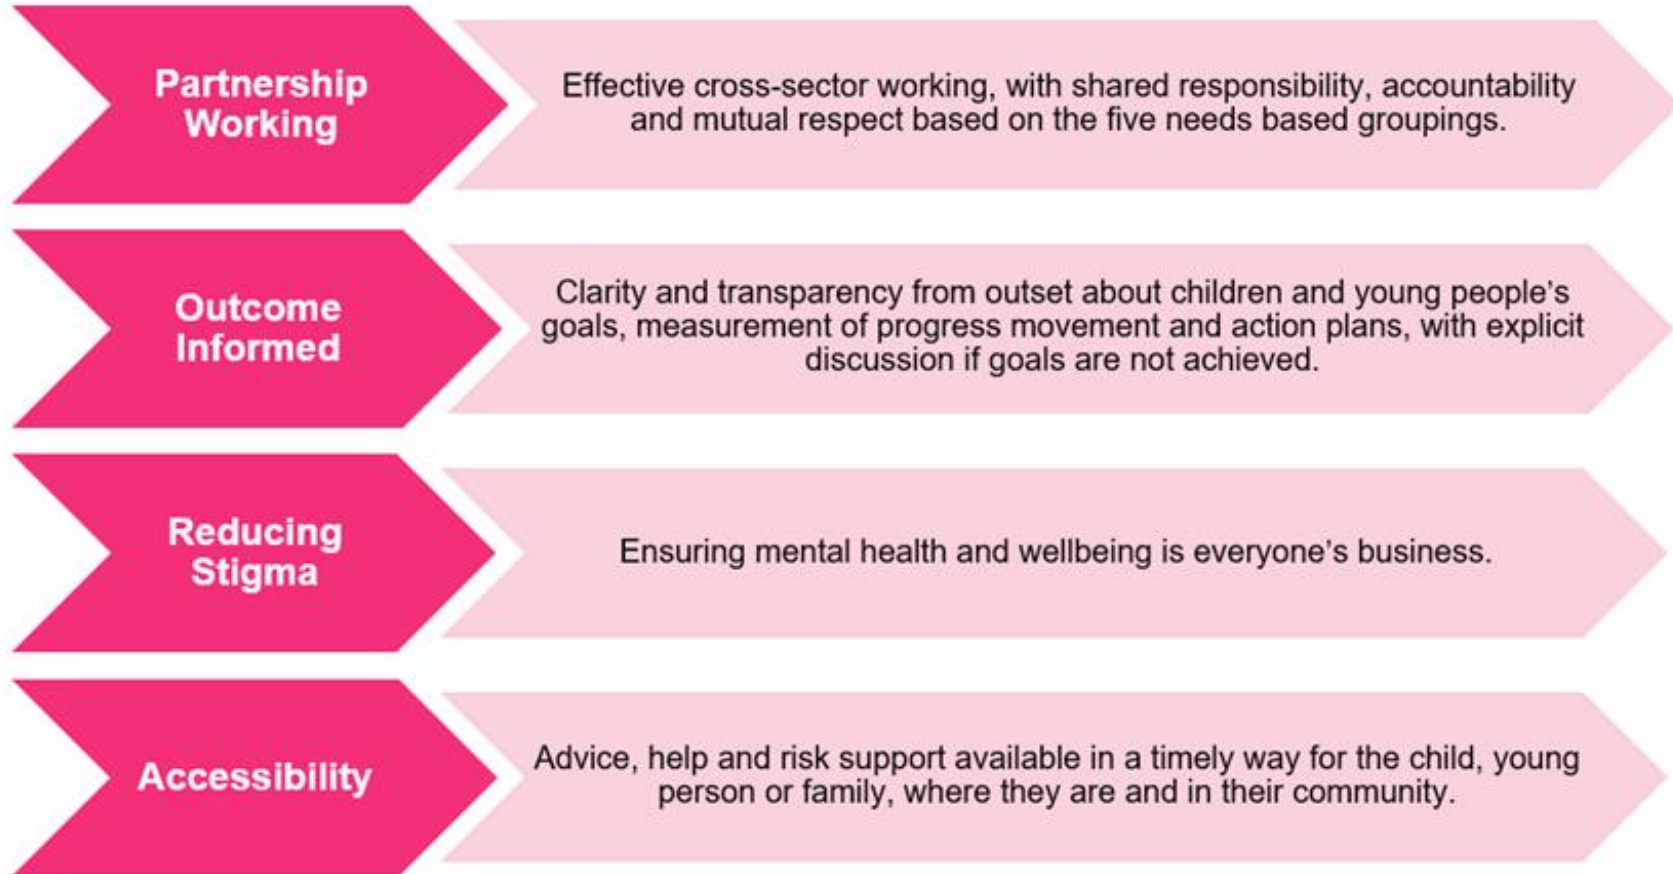 Partnership
Working
Effective cross-sector working, with shared responsibility, accountability
and mutual respect based on the five needs based groupings.
Outcome
Informed
Clarity and transparency from outset about children and young people’s
goals, measurement of progress movement and action plans, with explicit
discussion if goals are not achieved.
Reducing
Stigma
Ensuring mental health and wellbeing is everyone’s business.
Accessibility
Advice, help and risk support available in a timely way for the child, young
person or family, where they are and in their community.